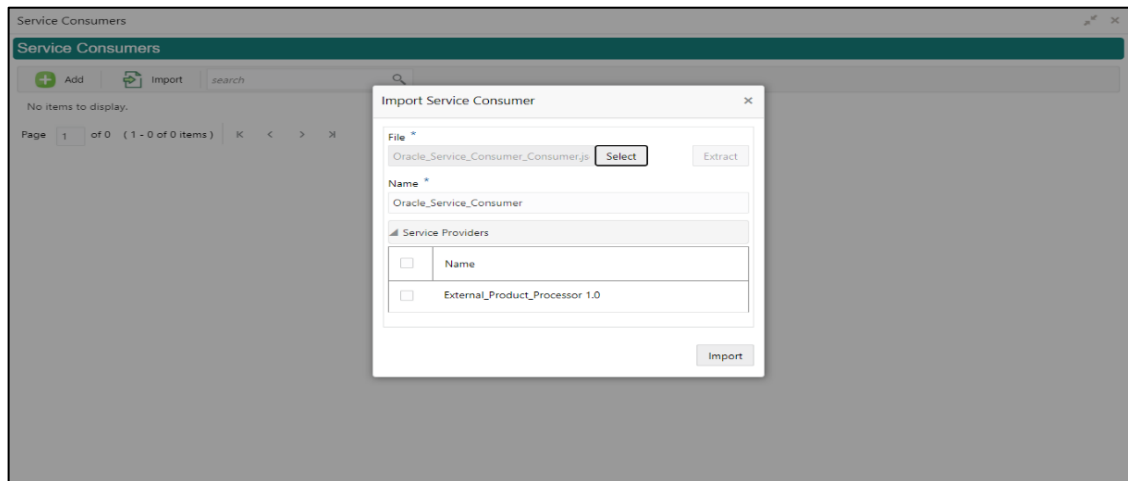 Service Consumers
Service Consumers
Add Import search
No items to display.
Page 1 of 0 (1 - 0 of 0 items) K < > >|
Import Service Consumer
File *
Oracle_Service_Consumer_Consumer.js Select Extract
Name *
Oracle_Service_Consumer
Service Providers
Name
External_Product_Processor 1.0
Import